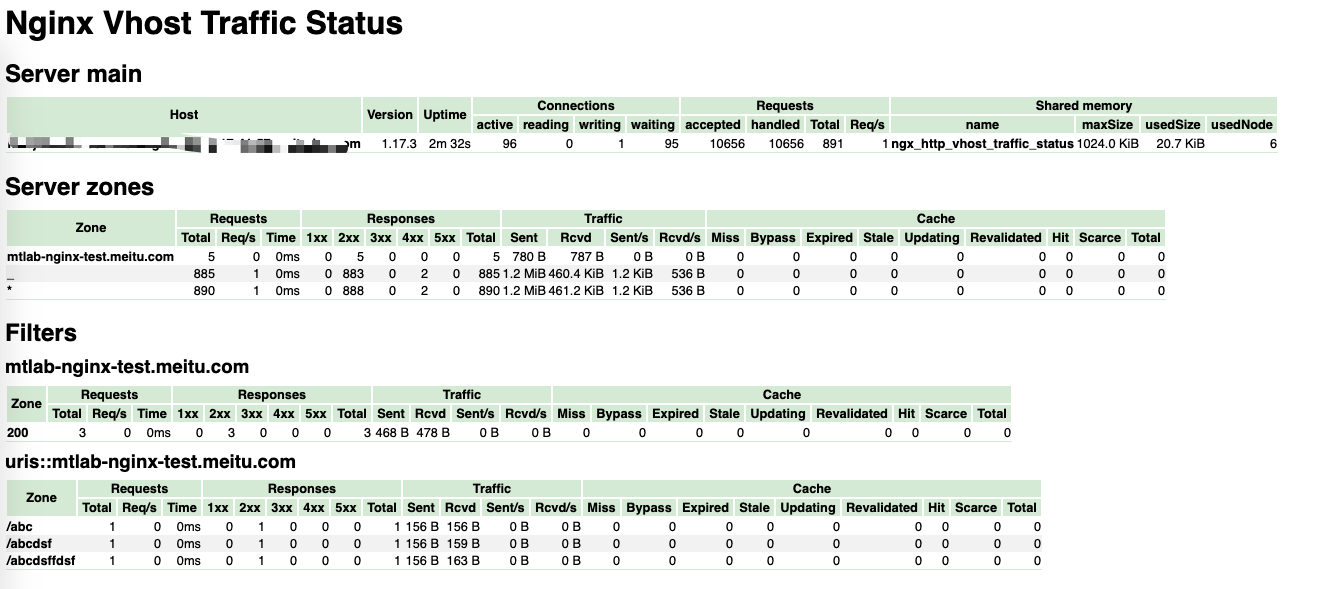 Nginx Vhost Traffic Status
Server main
Host Version Uptime Connections Requests Shared memory
active reading writing waiting accepted handled Total Req/s name maxSize usedSize usedNode
1.17.3 2m 32s 96 0 1 95 10656 10656 891 1 ngx_http_vhost_traffic_status 1024.0 KiB 20.7 KiB 6
Server zones
Zone Requests Responses Traffic Cache
Total Req/s Time 1xx 2xx 3xx 4xx 5xx Total Sent Rcvd Sent/s Rcvd/s Miss Bypass Expired Stale Updating Revalidated Hit Scarce Total
mtlab-nginx-test.meitu.com 5 0 0ms 0 5 0 0 0 5 780 B 787 B 0 B 0 B 0 0 0 0 0 0 0 0 0
_ 885 1 0ms 0 883 0 2 0 885 1.2 MiB 460.4 KiB 1.2 KiB 536 B 0 0 0 0 0 0 0 0 0
* 890 1 0ms 0 888 0 2 0 890 1.2 MiB 461.2 KiB 1.2 KiB 536 B 0 0 0 0 0 0 0 0 0
Filters
mtlab-nginx-test.meitu.com
Zone Requests Responses Traffic Cache
Total Req/s Time 1xx 2xx 3xx 4xx 5xx Total Sent Rcvd Sent/s Rcvd/s Miss Bypass Expired Stale Updating Revalidated Hit Scarce Total
200 3 0 0ms 0 3 0 0 0 3 468 B 478 B 0 B 0 B 0 0 0 0 0 0 0 0 0
uris::mtlab-nginx-test.meitu.com
Zone Requests Responses Traffic Cache
Total Req/s Time 1xx 2xx 3xx 4xx 5xx Total Sent Rcvd Sent/s Rcvd/s Miss Bypass Expired Stale Updating Revalidated Hit Scarce Total
/abc 1 0 0ms 0 1 0 0 0 1 156 B 156 B 0 B 0 B 0 0 0 0 0 0 0 0 0
/abcdsf 1 0 0ms 0 1 0 0 0 1 156 B 159 B 0 B 0 B 0 0 0 0 0 0 0 0 0
/abcdsffdsf 1 0 0ms 0 1 0 0 0 1 156 B 163 B 0 B 0 B 0 0 0 0 0 0 0 0 0